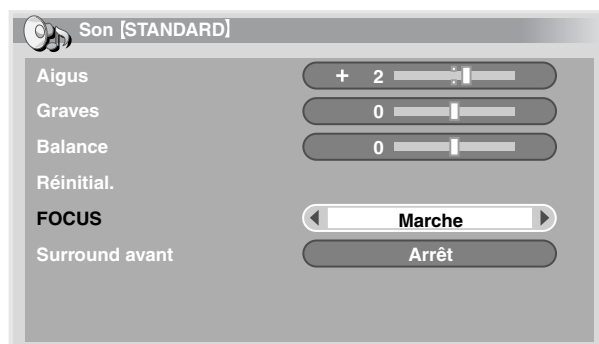 Son [STANDARD]
Aigus + 2
Graves 0
Balance 0
Réinitial.
FOCUS Marche
Surround avant Arrêt